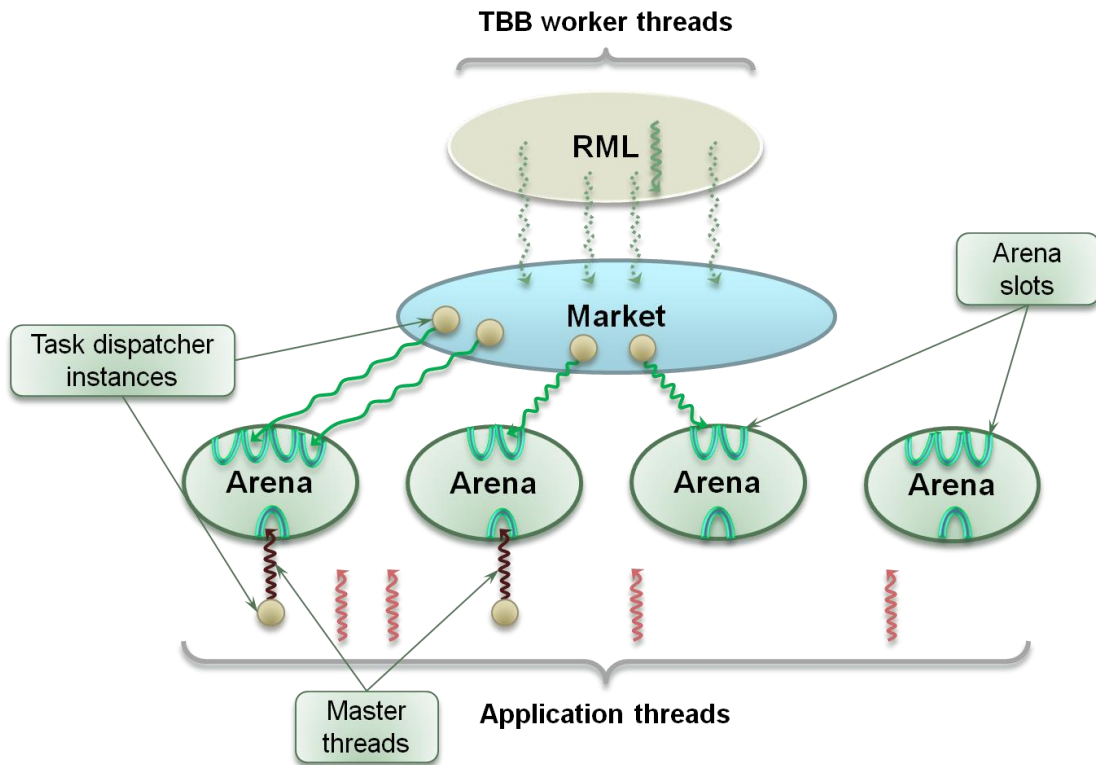 TBB worker threads
RML
Arena
slots
Market
Task dispatcher
instances
Arena
Arena
Arena
Arena
Master
threads
Application threads